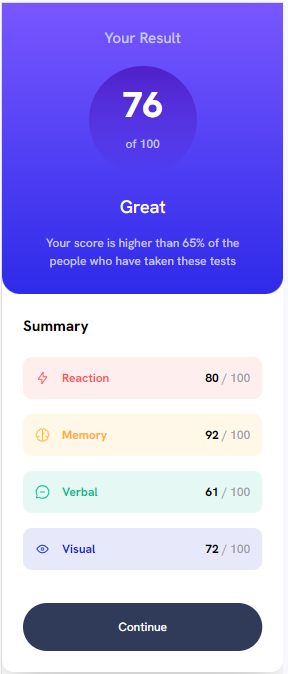 Your Result
76
of 100
Great
Your score is higher than 65% of the
people who have taken these tests
Summary
Reaction 80 / 100
Memory 92 / 100
Verbal 61 / 100
Visual 72 / 100
Continue